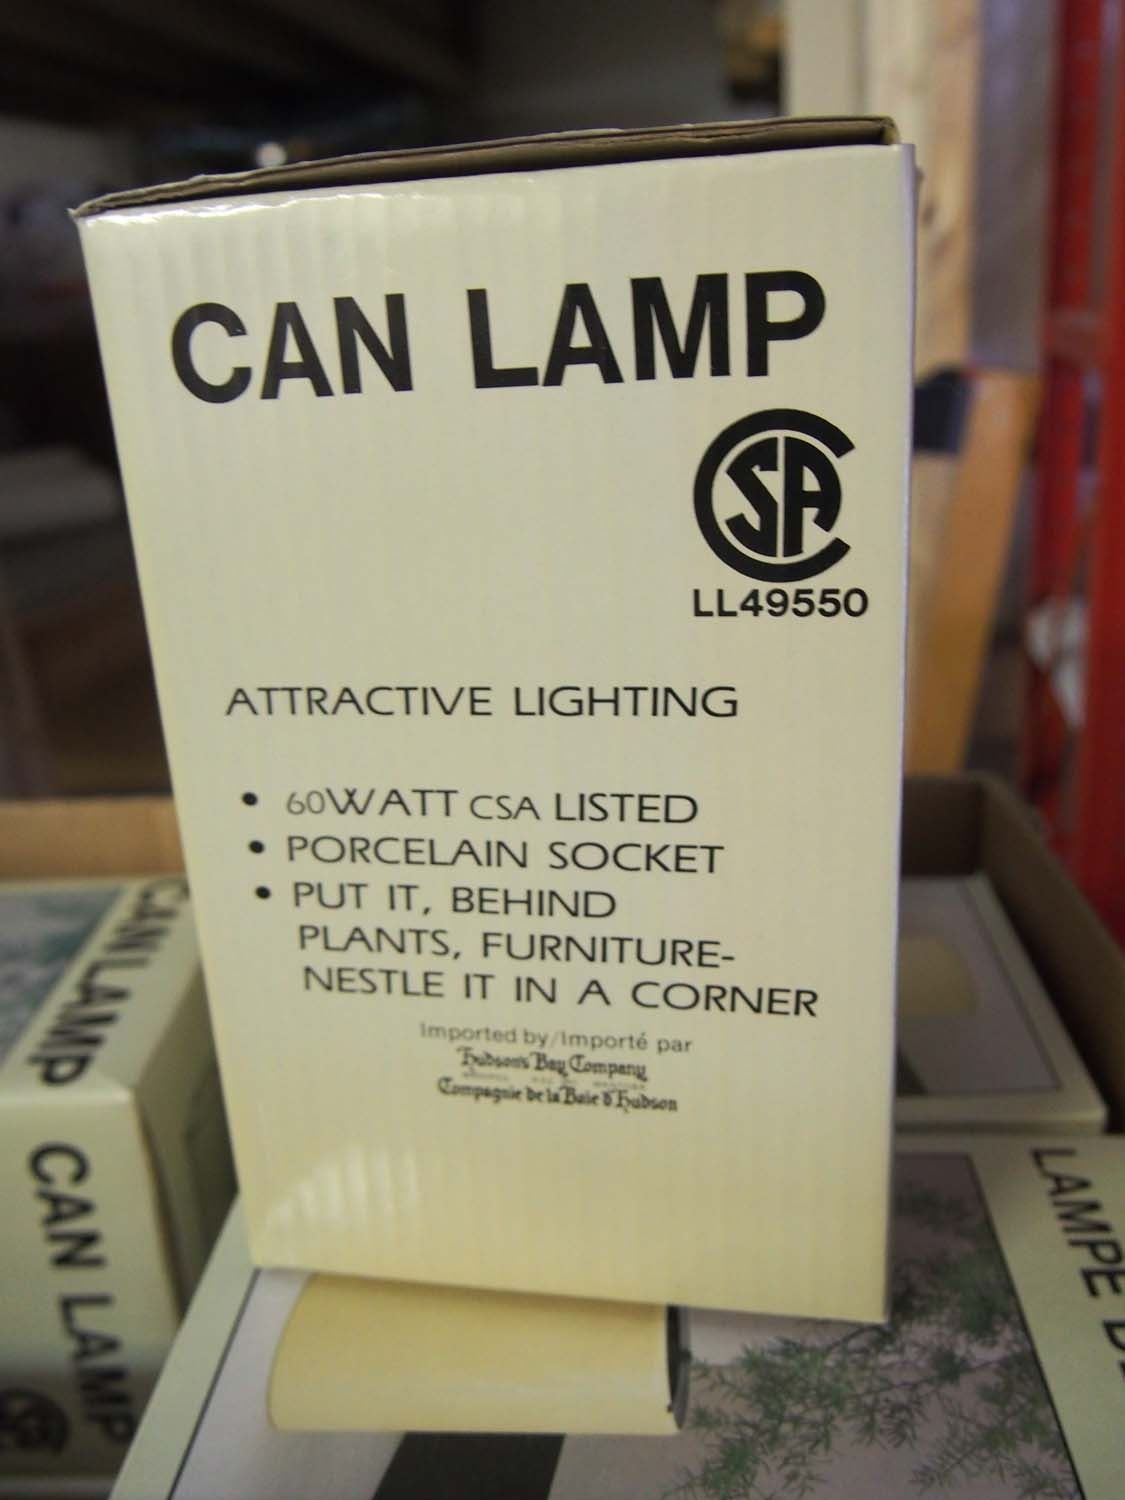 CAN LAMP
CSA
LL49550
ATTRACTIVE LIGHTING
• 60WATT CSA LISTED
• PORCELAIN SOCKET
• PUT IT, BEHIND
PLANTS, FURNITURE-
NESTLE IT IN A CORNER
Imported by/Importé par
Hudson's Bay Company
Compagnie de la Baie d'Hudson
CAN LAMP
CAN LAMP
LAMPE